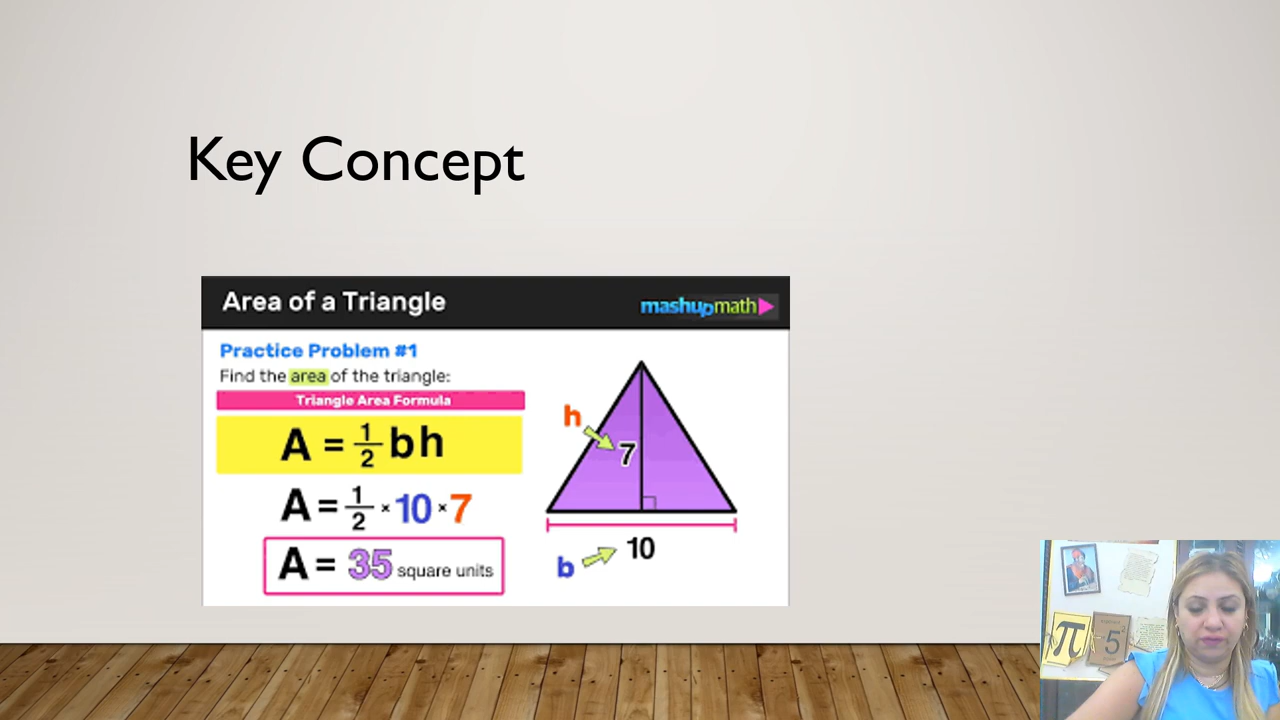 Key Concept
Area of a Triangle
mashupmath
Practice Problem #1
Find the area of the triangle:
Triangle Area Formula
A = 1/2 bh
A = 1/2 × 10 × 7
A = 35 square units
h
7
b
10
π
5